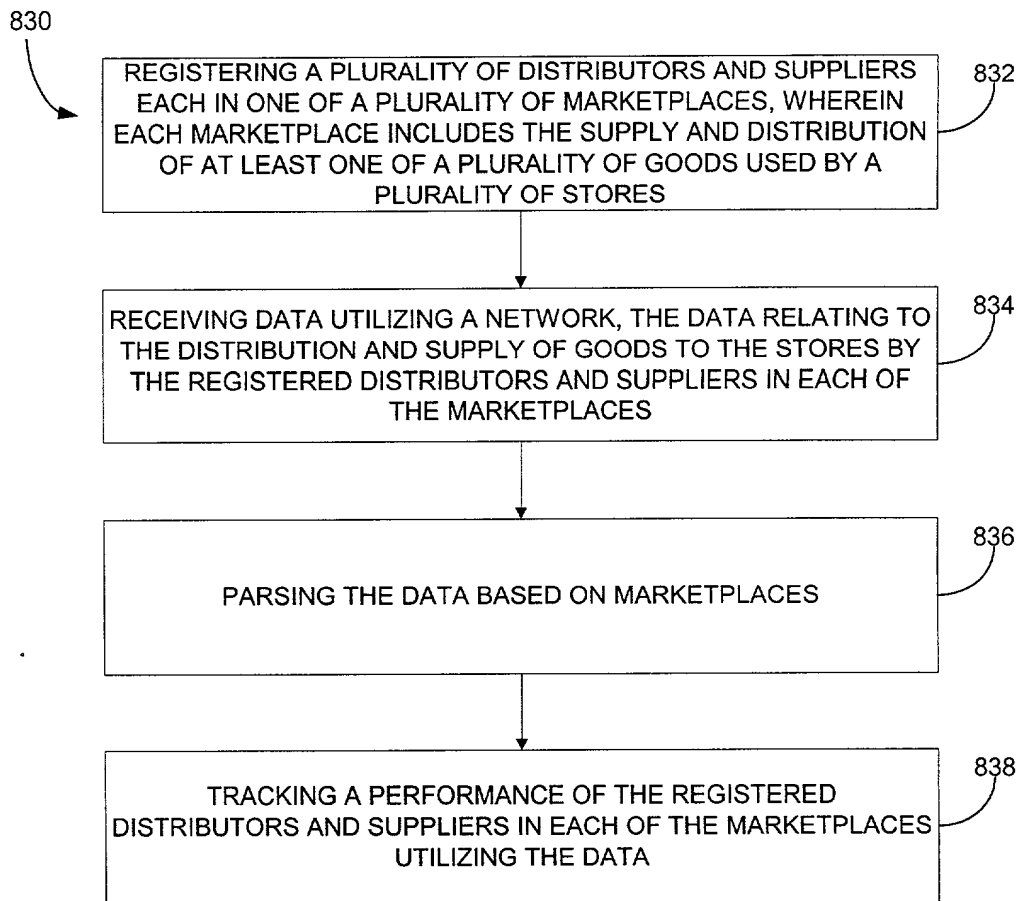 830
REGISTERING A PLURALITY OF DISTRIBUTORS AND SUPPLIERS
EACH IN ONE OF A PLURALITY OF MARKETPLACES, WHEREIN
EACH MARKETPLACE INCLUDES THE SUPPLY AND DISTRIBUTION
OF AT LEAST ONE OF A PLURALITY OF GOODS USED BY A
PLURALITY OF STORES
832
RECEIVING DATA UTILIZING A NETWORK, THE DATA RELATING TO
THE DISTRIBUTION AND SUPPLY OF GOODS TO THE STORES BY
THE REGISTERED DISTRIBUTORS AND SUPPLIERS IN EACH OF
THE MARKETPLACES
834
PARSING THE DATA BASED ON MARKETPLACES
836
TRACKING A PERFORMANCE OF THE REGISTERED
DISTRIBUTORS AND SUPPLIERS IN EACH OF THE MARKETPLACES
UTILIZING THE DATA
838